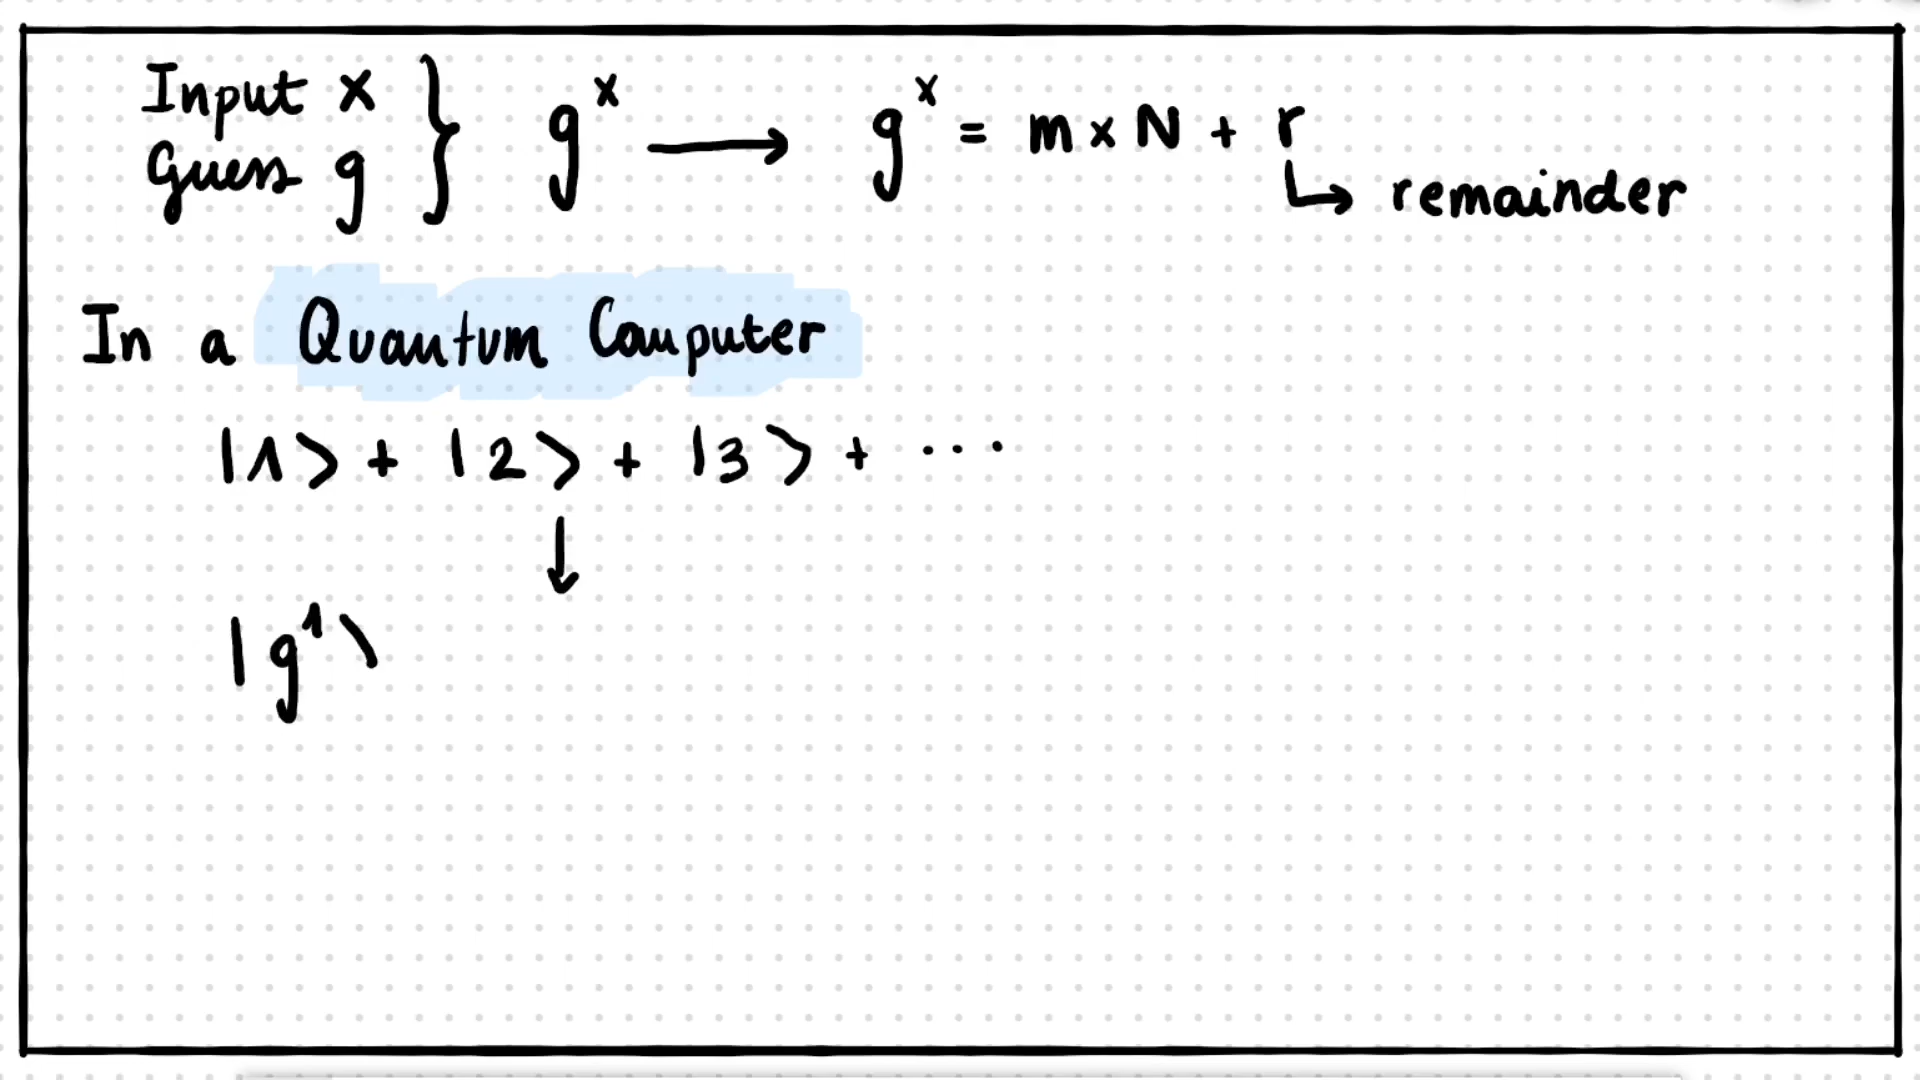 Input x } g^x → g^x = m × N + r
Guess g
↳ remainder
In a Quantum Computer
|1> + |2> + |3> + ...
↓
|g^1\